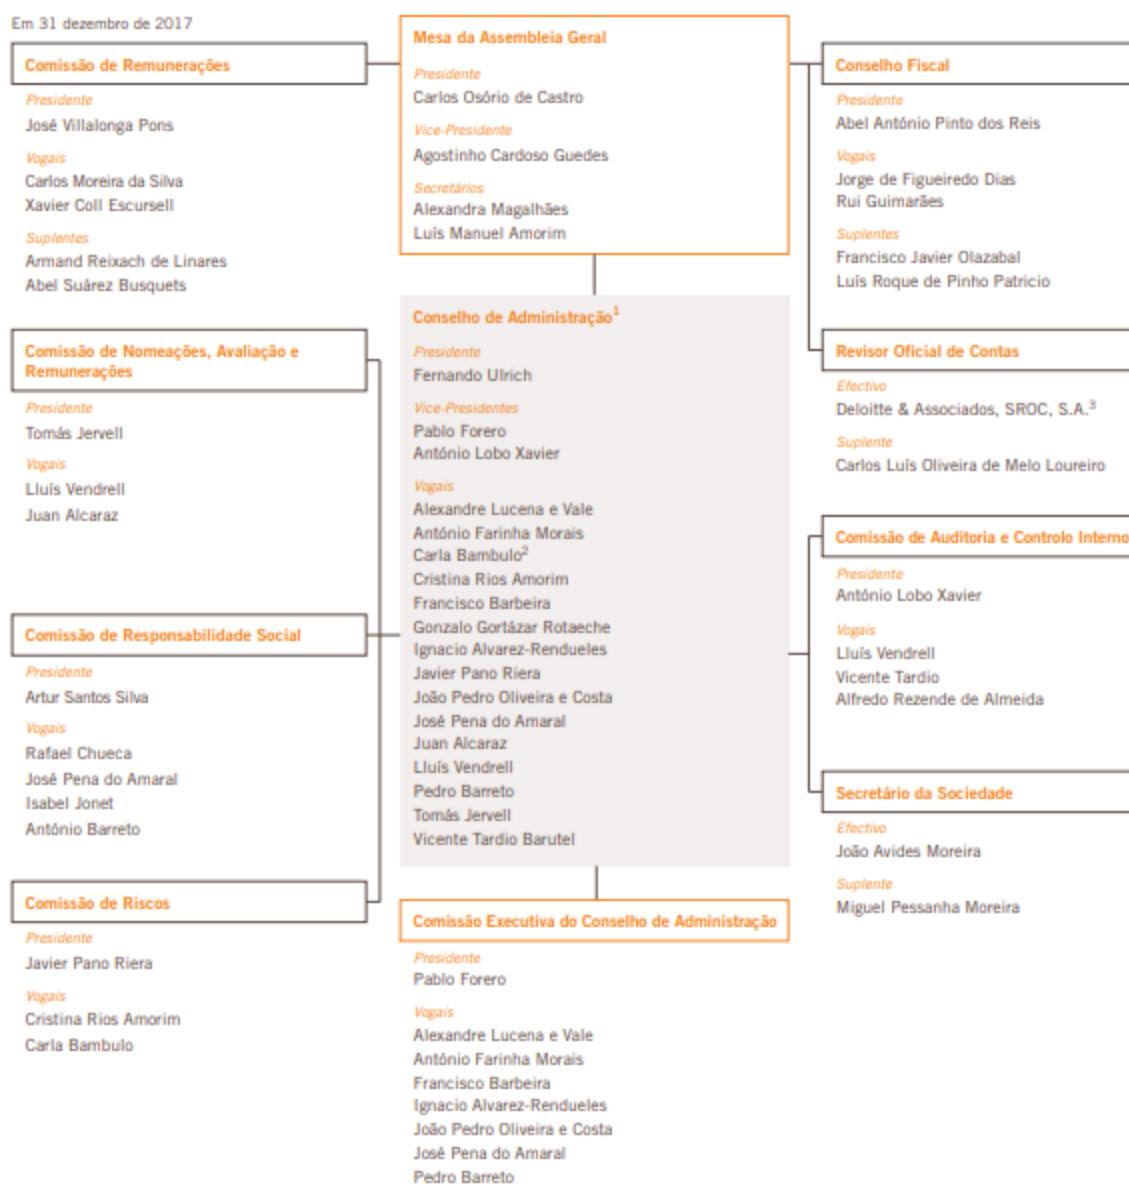 Em 31 dezembro de 2017
Comissão de Remunerações
Presidente
José Villalonga Pons
Vogais
Carlos Moreira da Silva
Xavier Coll Escursell
Suplentes
Armand Reixach de Linares
Abel Suárez Busquets
Comissão de Nomeações, Avaliação e
Remunerações
Presidente
Tomás Jervell
Vogais
Lluís Vendrell
Juan Alcaraz
Comissão de Responsabilidade Social
Presidente
Artur Santos Silva
Vogais
Rafael Chueca
José Pena do Amaral
Isabel Jonet
António Barreto
Comissão de Riscos
Presidente
Javier Pano Riera
Vogais
Cristina Rios Amorim
Carla Bambulo
Mesa da Assembleia Geral
Presidente
Carlos Osório de Castro
Vice-Presidente
Agostinho Cardoso Guedes
Secretários
Alexandra Magalhães
Luís Manuel Amorim
Conselho de Administração¹
Presidente
Fernando Ulrich
Vice-Presidentes
Pablo Forero
António Lobo Xavier
Vogais
Alexandre Lucena e Vale
António Farinha Morais
Carla Bambulo²
Cristina Rios Amorim
Francisco Barbeira
Gonzalo Gortázar Rotaeche
Ignacio Alvarez-Rendueles
Javier Pano Riera
João Pedro Oliveira e Costa
José Pena do Amaral
Juan Alcaraz
Lluís Vendrell
Pedro Barreto
Tomás Jervell
Vicente Tardio Barutel
Comissão Executiva do Conselho de Administração
Presidente
Pablo Forero
Vogais
Alexandre Lucena e Vale
António Farinha Morais
Francisco Barbeira
Ignacio Alvarez-Rendueles
João Pedro Oliveira e Costa
José Pena do Amaral
Pedro Barreto
Conselho Fiscal
Presidente
Abel António Pinto dos Reis
Vogais
Jorge de Figueiredo Dias
Rui Guimarães
Suplentes
Francisco Javier Olazabal
Luís Roque de Pinho Patricio
Revisor Oficial de Contas
Efectivo
Deloitte & Associados, SROC, S.A.³
Suplente
Carlos Luís Oliveira de Melo Loureiro
Comissão de Auditoria e Controlo Interno
Presidente
António Lobo Xavier
Vogais
Lluís Vendrell
Vicente Tardio
Alfredo Rezende de Almeida
Secretário da Sociedade
Efectivo
João Avides Moreira
Suplente
Miguel Pessanha Moreira